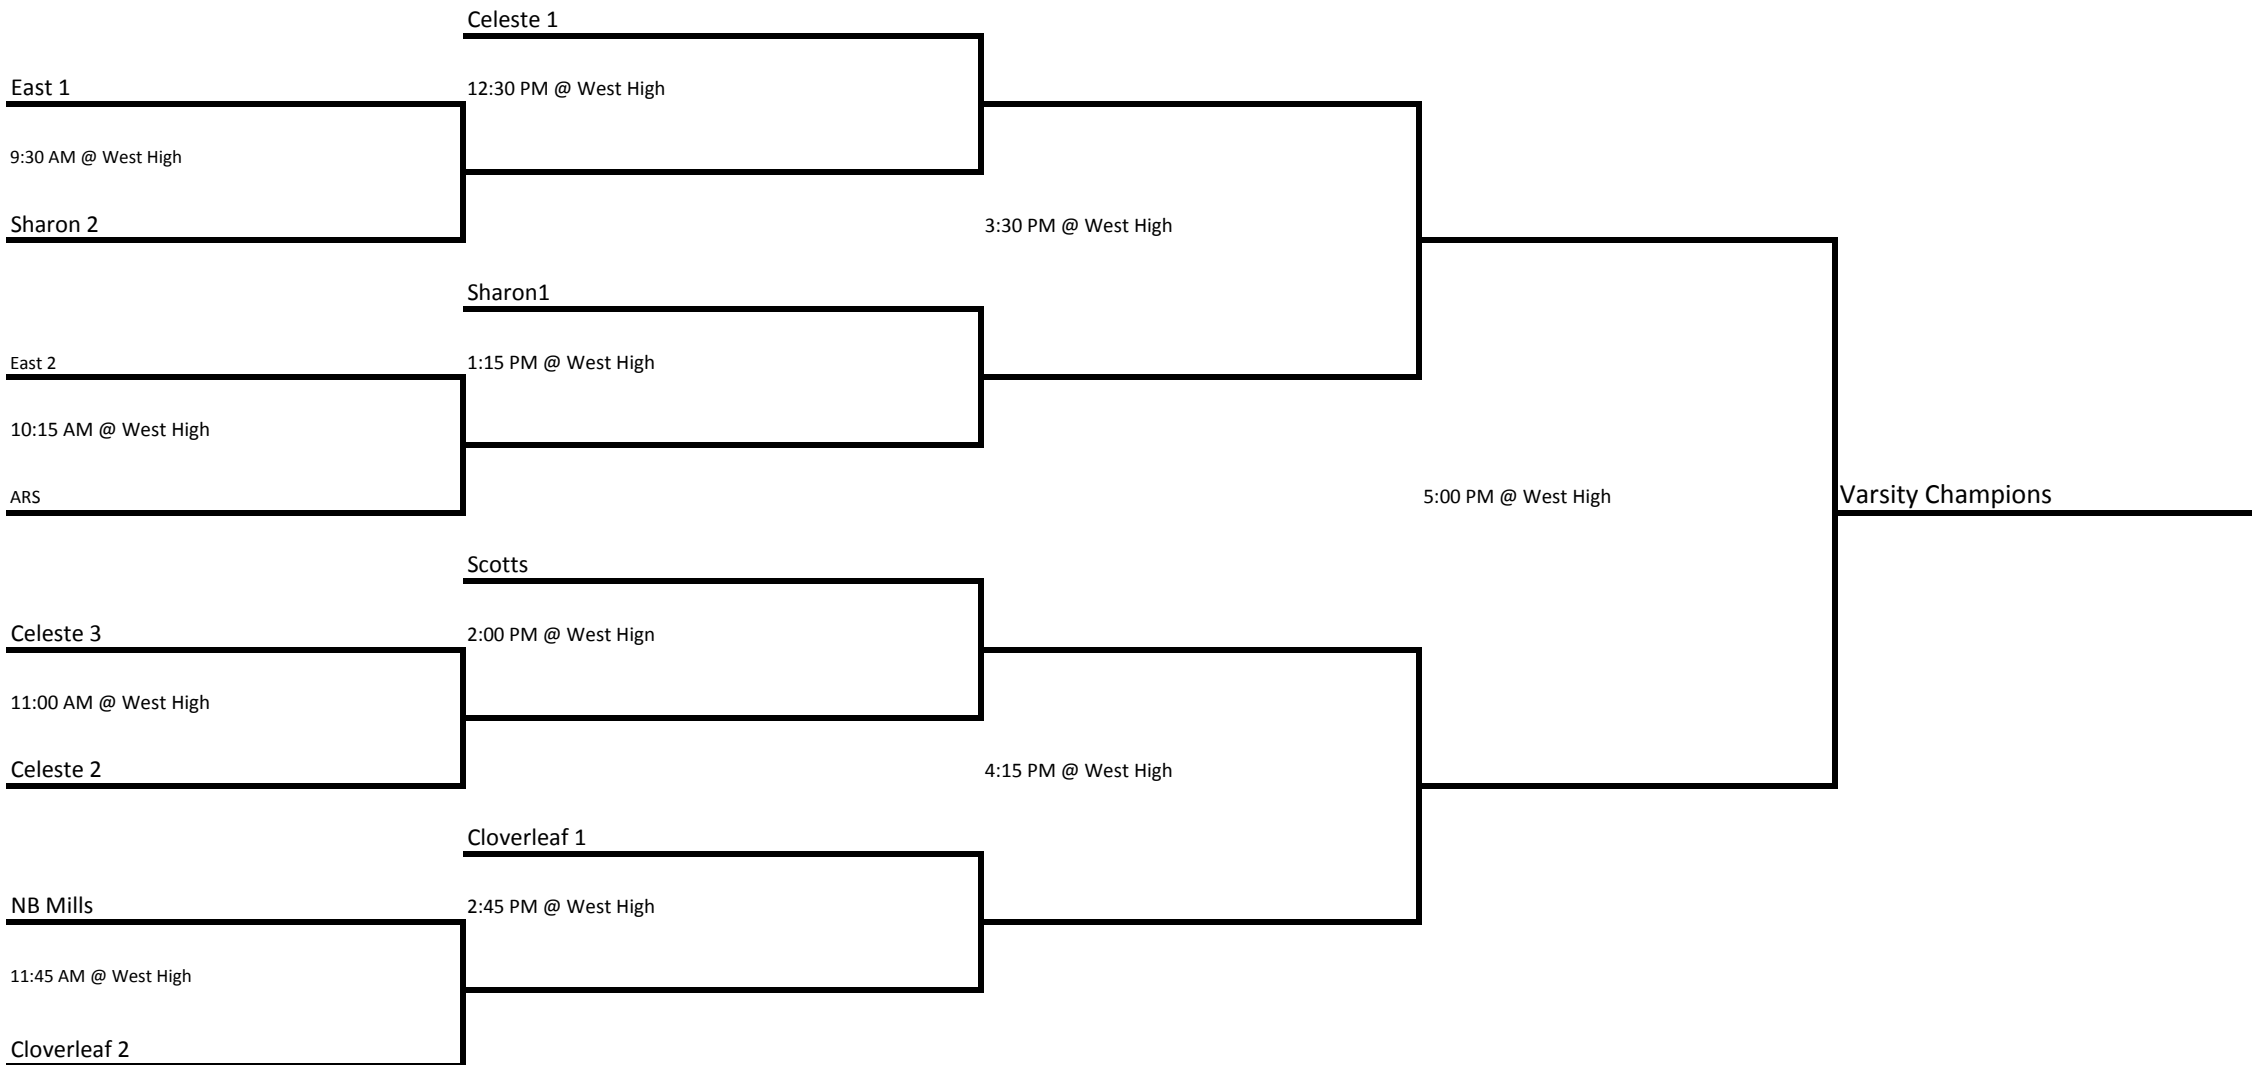 Celeste 1
East 1
12:30 PM @ West High
9:30 AM @ West High
Sharon 2
3:30 PM @ West High
Sharon1
East 2
1:15 PM @ West High
10:15 AM @ West High
ARS
5:00 PM @ West High
Varsity Champions
Scotts
Celeste 3
2:00 PM @ West Hign
11:00 AM @ West High
Celeste 2
4:15 PM @ West High
Cloverleaf 1
NB Mills
2:45 PM @ West High
11:45 AM @ West High
Cloverleaf 2